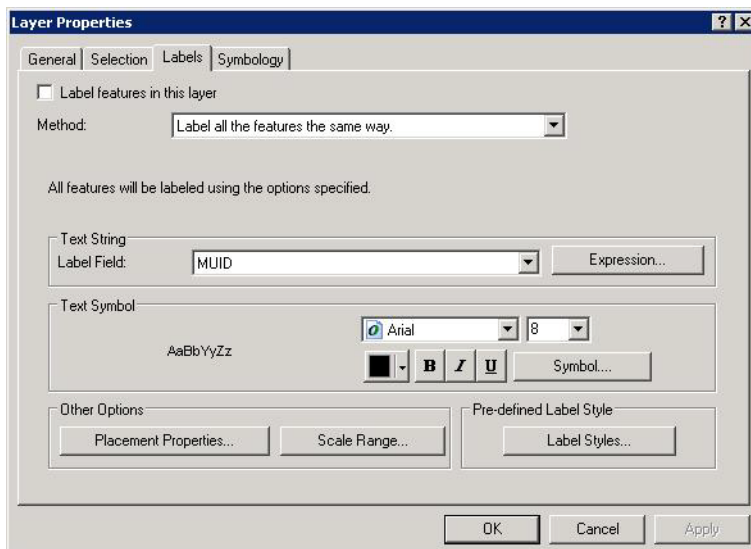 Layer Properties
General Selection Labels Symbology
Label features in this layer
Method: Label all the features the same way.
All features will be labeled using the options specified.
Text String
Label Field: MUID Expression...
Text Symbol
AaBbYyZz Arial 8
B I U Symbol....
Other Options Pre-defined Label Style
Placement Properties... Scale Range... Label Styles...
OK Cancel Apply